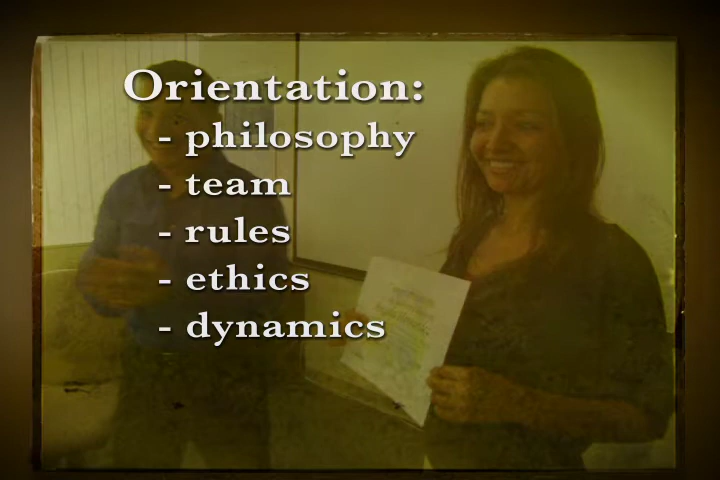 Orientation:
- philosophy
- team
- rules
- ethics
- dynamics